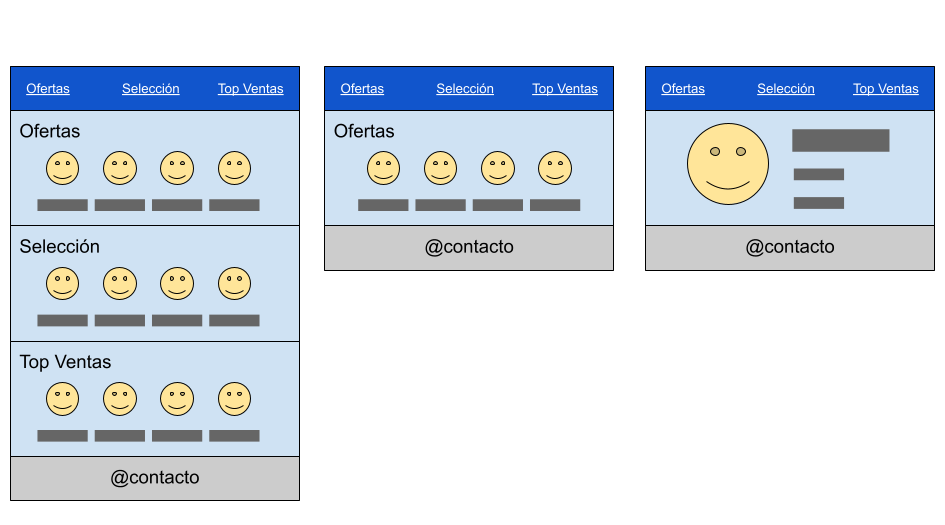 Ofertas Selección Top Ventas
Ofertas
Selección
Top Ventas
@contacto
Ofertas Selección Top Ventas
Ofertas
@contacto
Ofertas Selección Top Ventas
@contacto